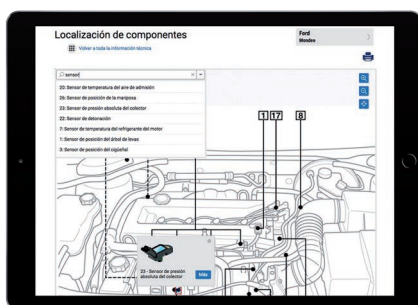 Localización de componentes
Ford
Mondeo
Volver a toda la información técnica
sensor
20: Sensor de temperatura del aire de admisión
26: Sensor de posición de la mariposa
23: Sensor de presión absoluta del colector
22: Sensor de detonación
7: Sensor de temperatura del refrigerante del motor
1: Sensor de posición del árbol de levas
3: Sensor de posición del cigüeñal
1 17 8
23 - Sensor de presión
absoluta del colector
Más